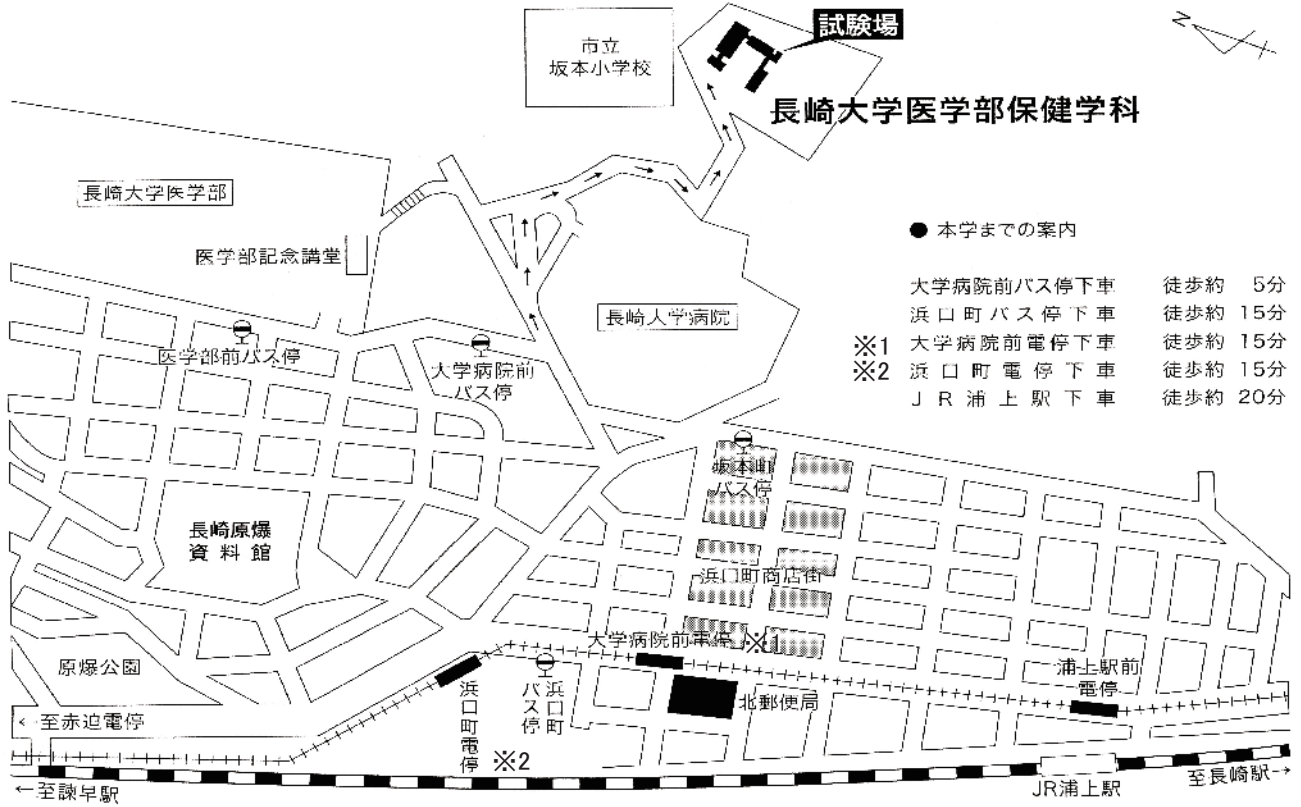 試験場
市立
坂本小学校
長崎大学医学部保健学科
長崎大学医学部
● 本学までの案内
医学部記念講堂
大学病院前バス停下車 徒歩約 5分
浜口町バス停下車 徒歩約 15分
※1 大学病院前電停下車 徒歩約 15分
※2 浜口町電停下車 徒歩約 15分
JR浦上駅下車 徒歩約 20分
長崎大学病院
医学部前バス停
大学病院前
バス停
坂本町
バス停
長崎原爆
資料館
浜口町商店街
大学病院前電停 ※1
原爆公園
浦上駅前
電停
浜口町
バス停
北郵便局
←至赤迫電停
浜口町電停 ※2
←至諫早駅
JR浦上駅
至長崎駅→
N